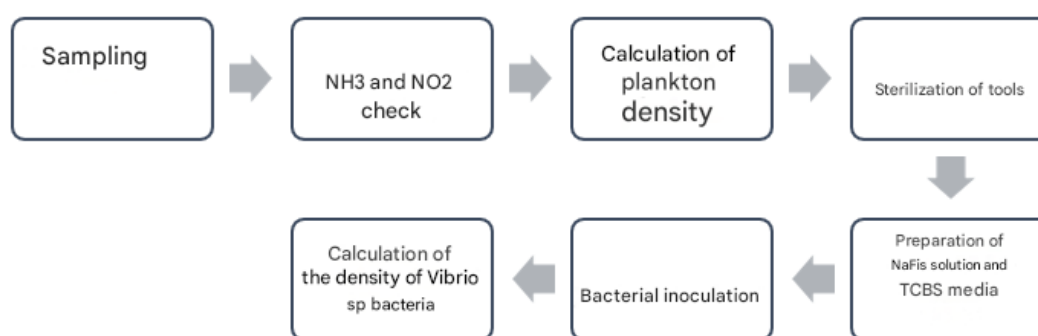 Sampling
NH3 and NO2
check
Calculation of
plankton
density
Sterilization of tools
Preparation of
NaFis solution and
TCBS media
Bacterial inoculation
Calculation of
the density of Vibrio
sp bacteria